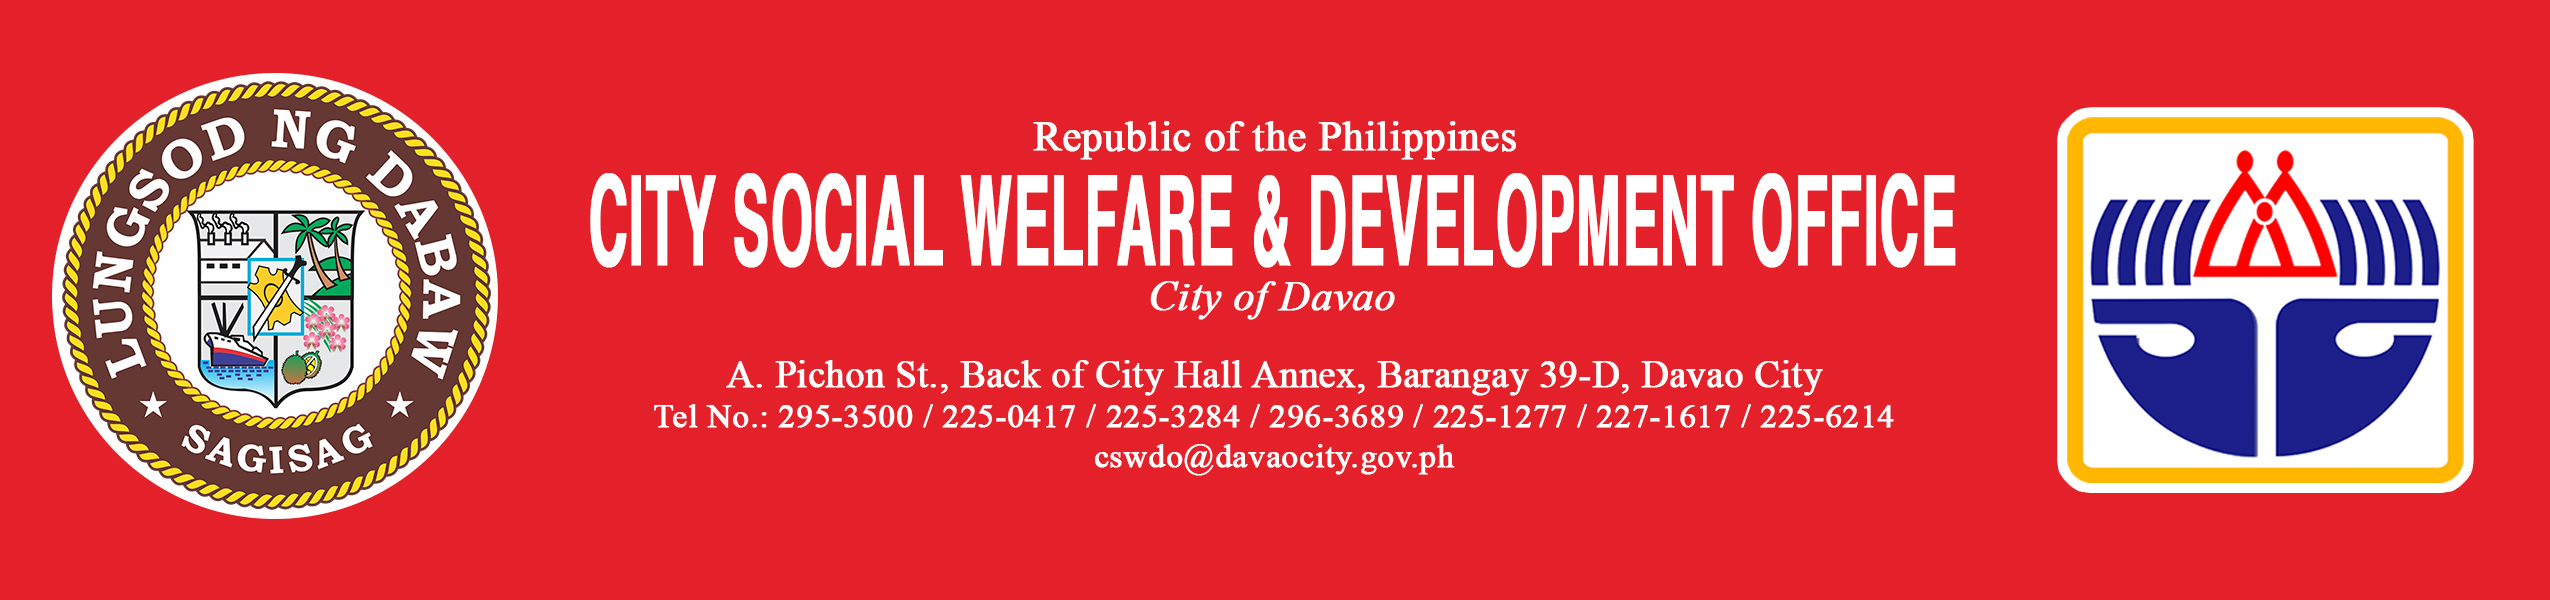 LUNGSOD NG DABAW
SAGISAG
Republic of the Philippines
CITY SOCIAL WELFARE & DEVELOPMENT OFFICE
City of Davao
A. Pichon St., Back of City Hall Annex, Barangay 39-D, Davao City
Tel No.: 295-3500 / 225-0417 / 225-3284 / 296-3689 / 225-1277 / 227-1617 / 225-6214
cswdo@davaocity.gov.ph